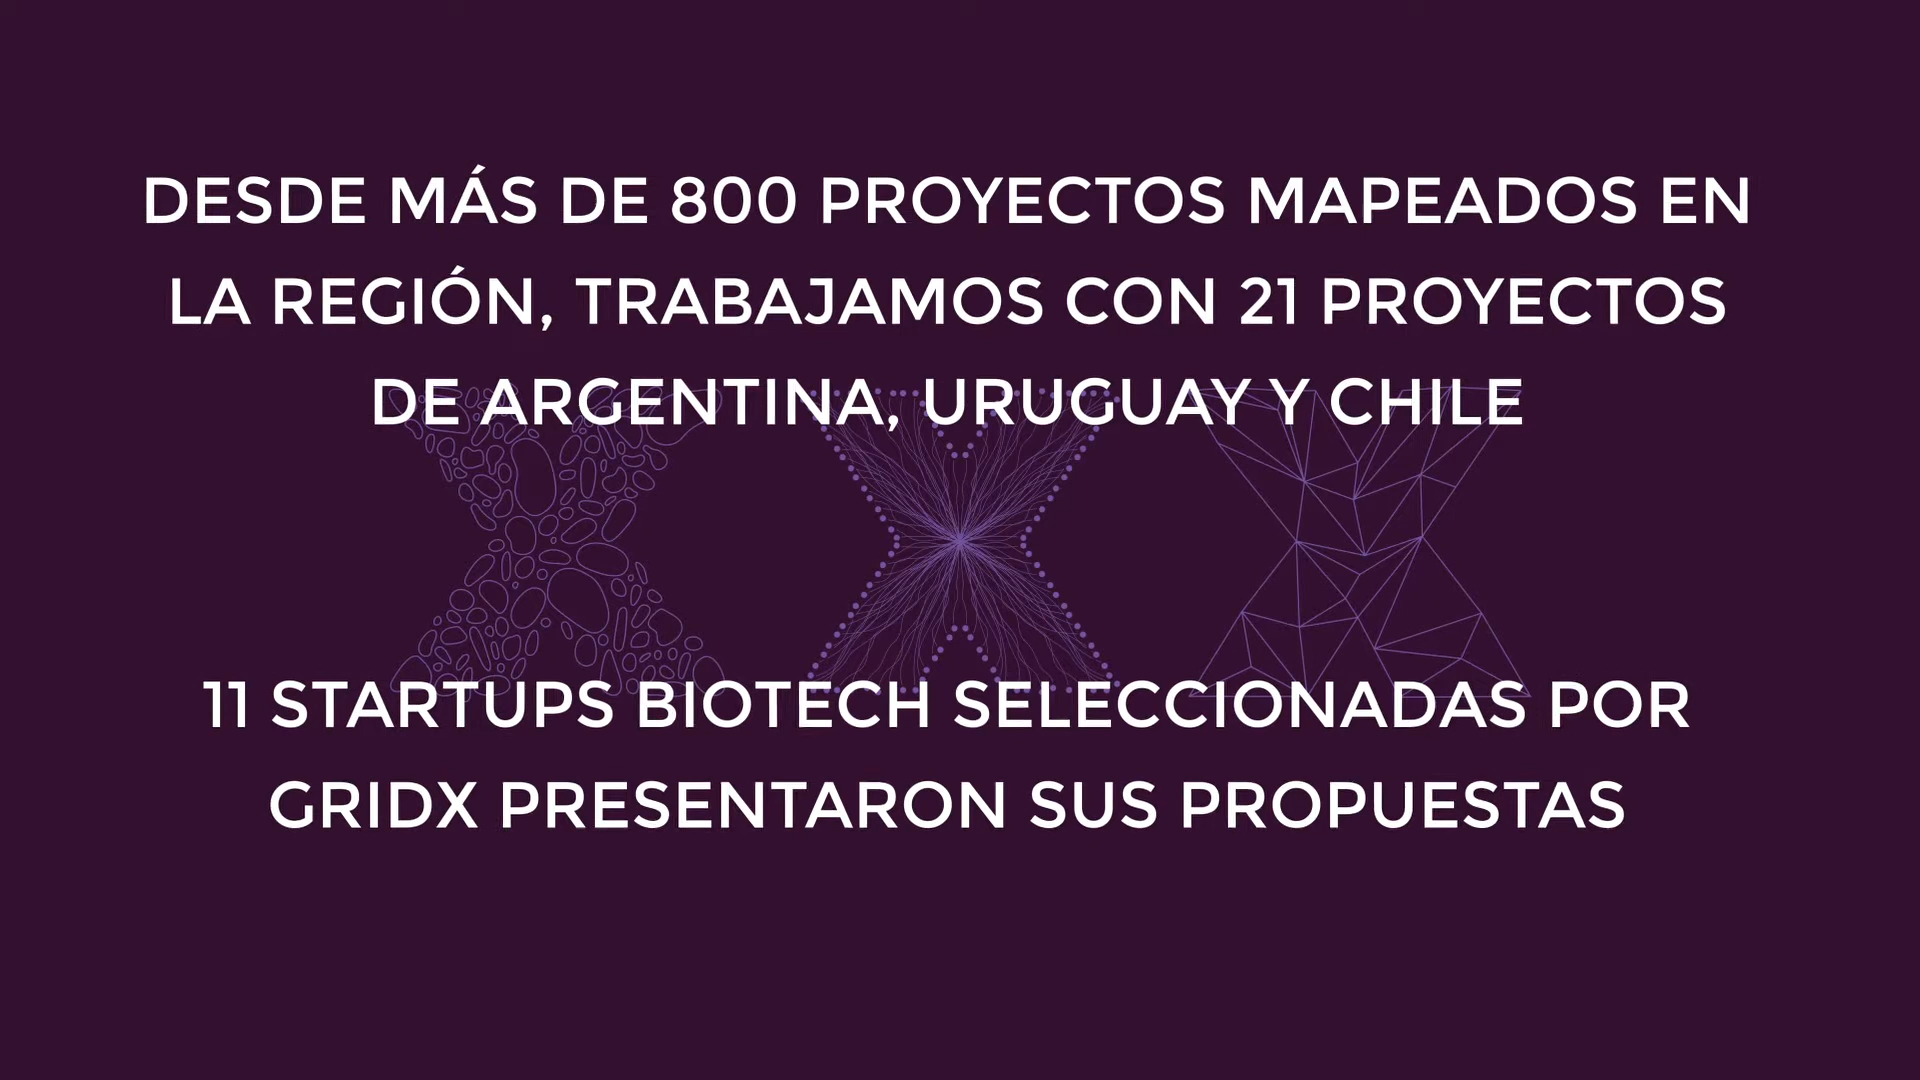 DESDE MÁS DE 800 PROYECTOS MAPEADOS EN
LA REGIÓN, TRABAJAMOS CON 21 PROYECTOS
DE ARGENTINA, URUGUAY Y CHILE
11 STARTUPS BIOTECH SELECCIONADAS POR
GRIDX PRESENTARON SUS PROPUESTAS